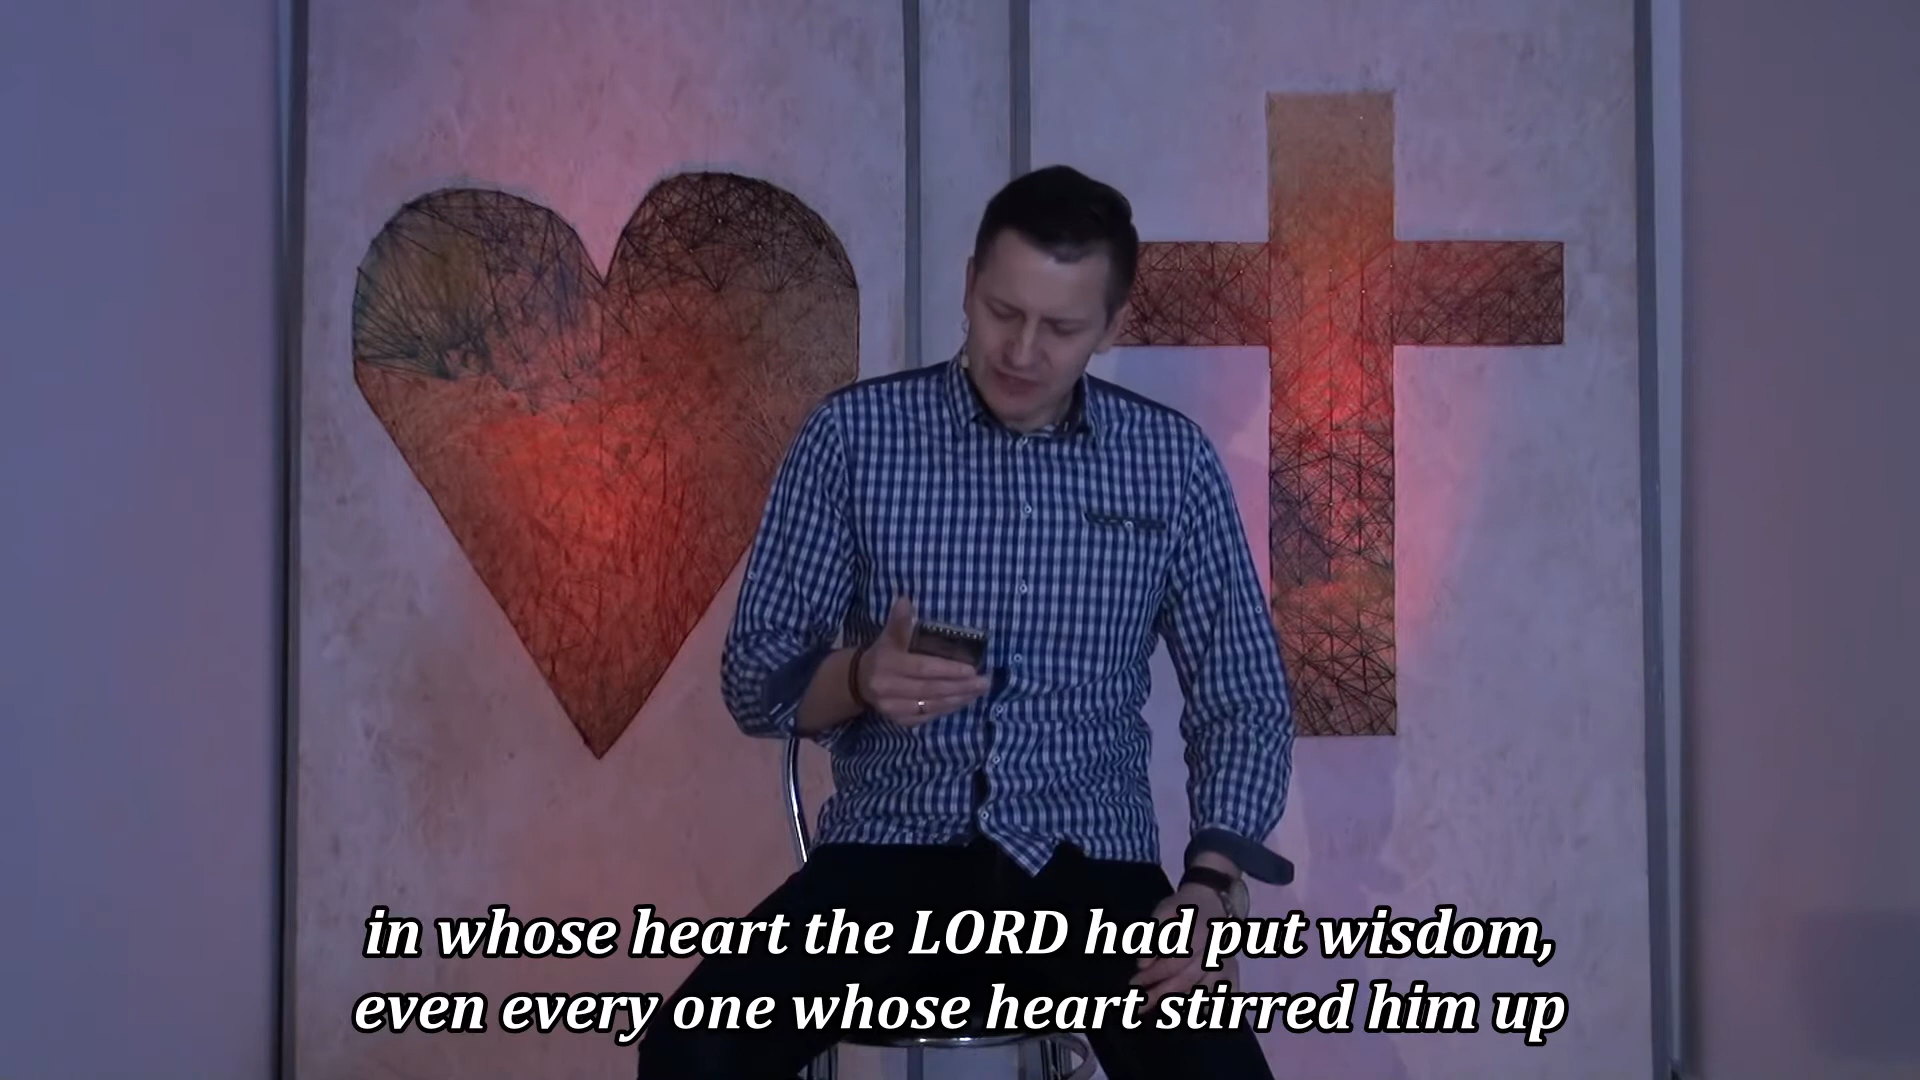 in whose heart the LORD had put wisdom,
even every one whose heart stirred him up